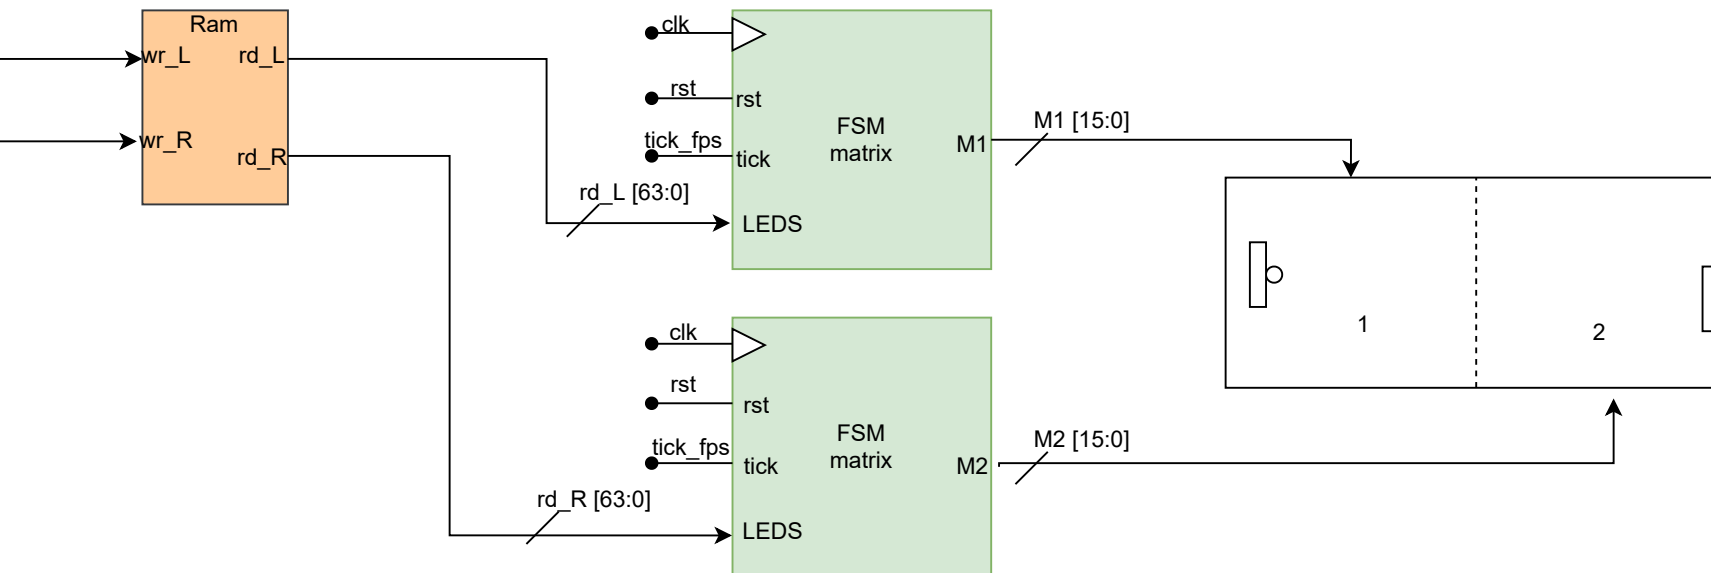 Ram
wr_L
rd_L
wr_R
rd_R
clk
rst
rst
tick_fps
tick
rd_L [63:0]
LEDS
FSM
matrix
M1
M1 [15:0]
1
2
clk
rst
rst
tick_fps
tick
rd_R [63:0]
LEDS
FSM
matrix
M2
M2 [15:0]